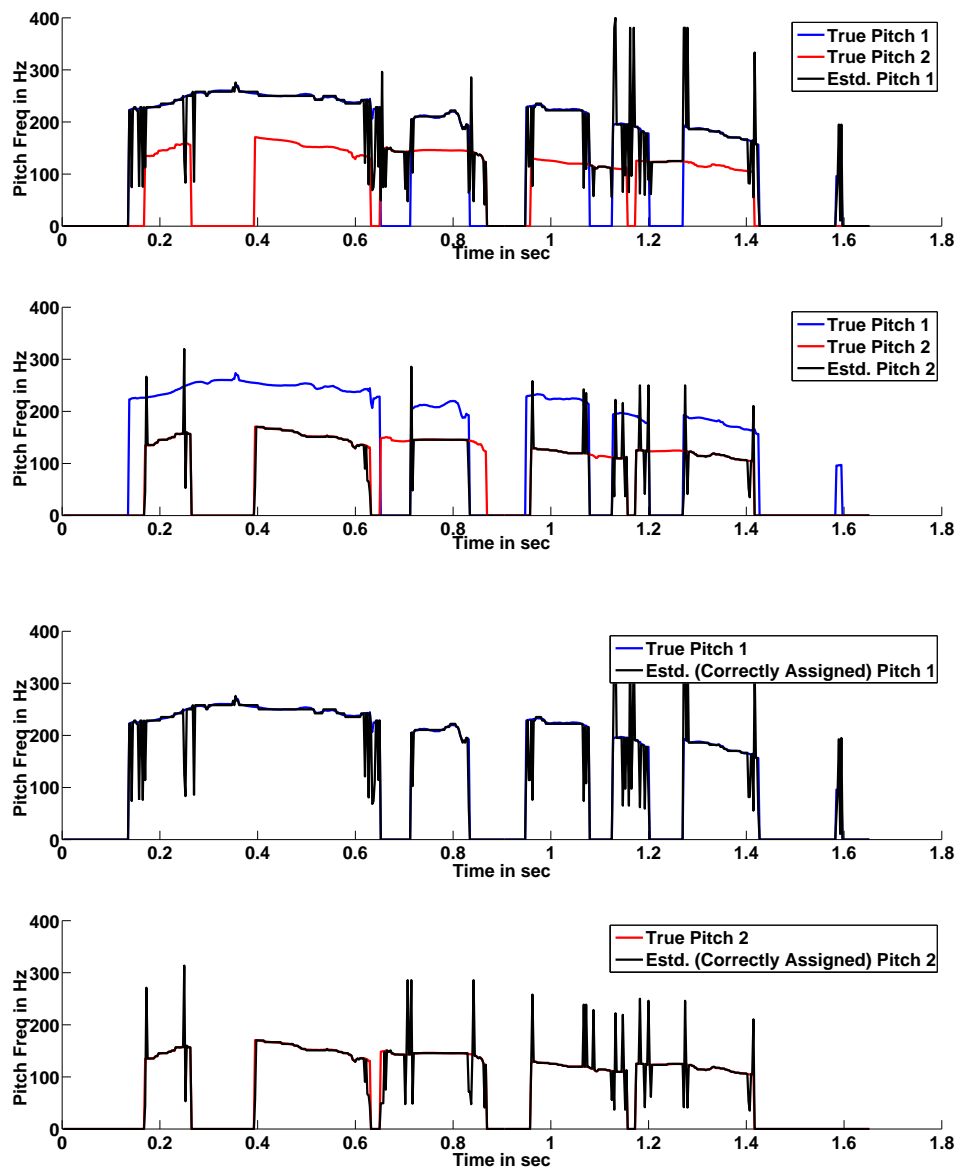 400
300
200
100
0
Pitch Freq in Hz
True Pitch 1
True Pitch 2
Estd. Pitch 1
0 0.2 0.4 0.6 0.8 1 1.2 1.4 1.6 1.8
Time in sec
400
300
200
100
0
Pitch Freq in Hz
True Pitch 1
True Pitch 2
Estd. Pitch 2
0 0.2 0.4 0.6 0.8 1 1.2 1.4 1.6 1.8
Time in sec
400
300
200
100
0
Pitch Freq in Hz
True Pitch 1
Estd. (Correctly Assigned) Pitch 1
0 0.2 0.4 0.6 0.8 1 1.2 1.4 1.6 1.8
Time in sec
400
300
200
100
0
Pitch Freq in Hz
True Pitch 2
Estd. (Correctly Assigned) Pitch 2
0 0.2 0.4 0.6 0.8 1 1.2 1.4 1.6 1.8
Time in sec